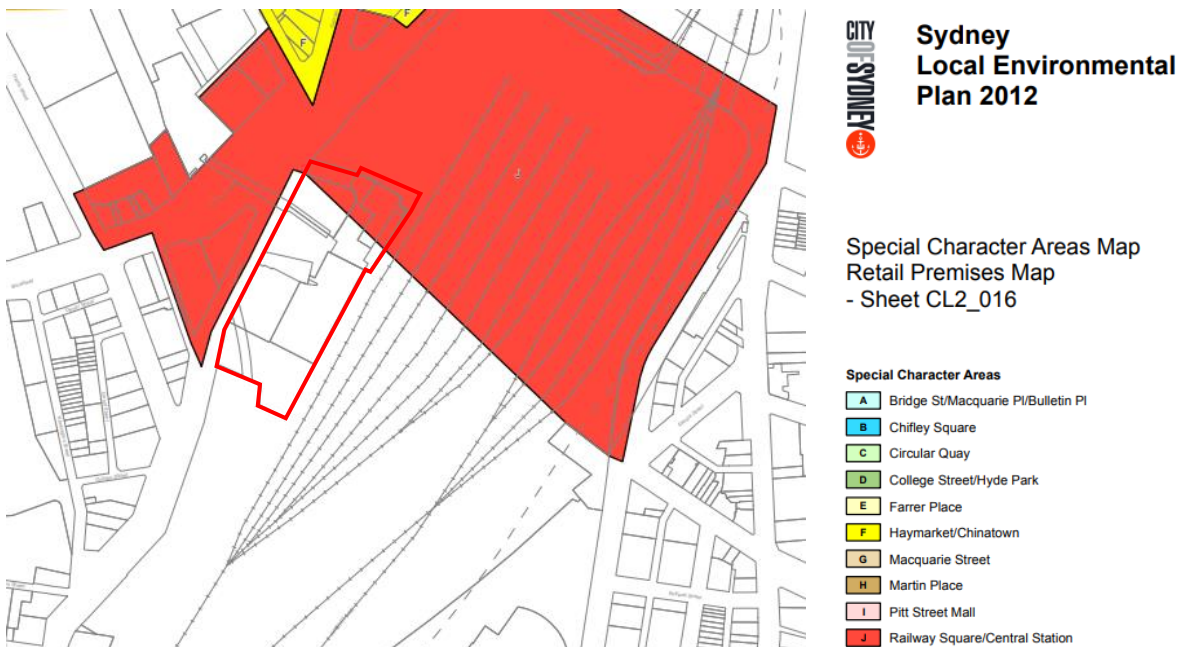 F
F
J
CITY
OF SYDNEY
Sydney
Local Environmental
Plan 2012
Special Character Areas Map
Retail Premises Map
- Sheet CL2_016
Special Character Areas
A Bridge St/Macquarie Pl/Bulletin Pl
B Chifley Square
C Circular Quay
D College Street/Hyde Park
E Farrer Place
F Haymarket/Chinatown
G Macquarie Street
H Martin Place
I Pitt Street Mall
J Railway Square/Central Station